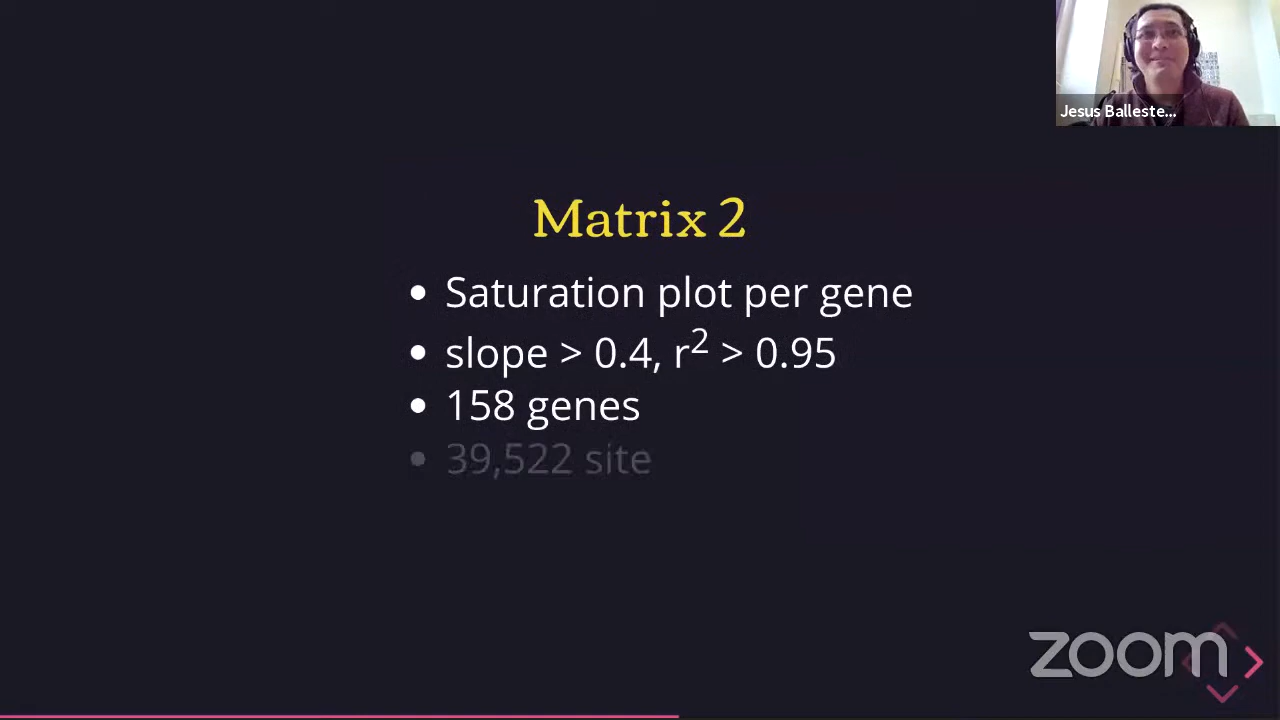 Jesus Balleste...
Matrix 2
• Saturation plot per gene
• slope > 0.4, r² > 0.95
• 158 genes
• 39,522 site
zoom